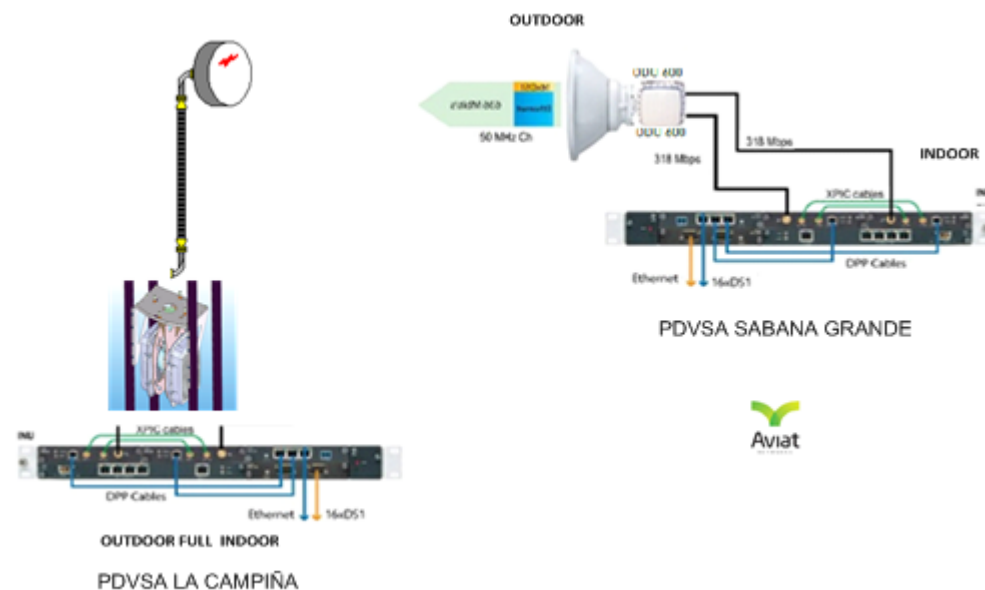 OUTDOOR
ODU 600
50 MHz Ch
ODU 600
318 Mbps
318 Mbps
INDOOR
XPIC cables
DPP Cables
Ethernet
16xDS1
PDVSA SABANA GRANDE
Aviat
NETWORKS
INU
XPIC cables
DPP Cables
Ethernet
16xDS1
OUTDOOR FULL INDOOR
PDVSA LA CAMPIÑA